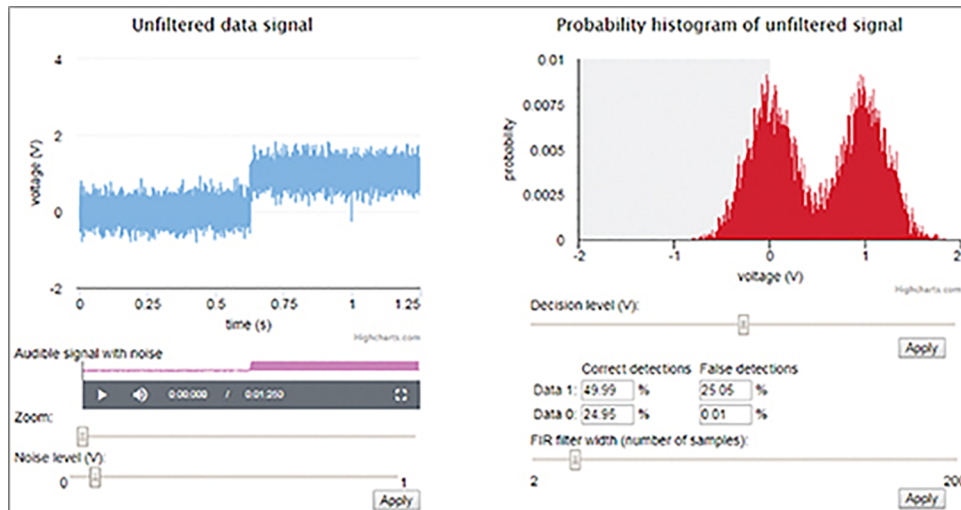 Unfiltered data signal
4
2
0
-2
voltage (V)
0 0.25 0.5 0.75 1 1.25
time (s)
Highcharts.com
Audible signal with noise
0:00.000 / 0:01.250
Zoom:
Noise level (V):
0 1
Apply
Probability histogram of unfiltered signal
0.01
0.0075
0.005
0.0025
0
probability
-2 -1 0 1 2
voltage (V)
Highcharts.com
Decision level (V):
Apply
Correct detections False detections
Data 1: 49.99 % 25.05 %
Data 0: 24.95 % 0.01 %
FIR filter width (number of samples):
2 200
Apply